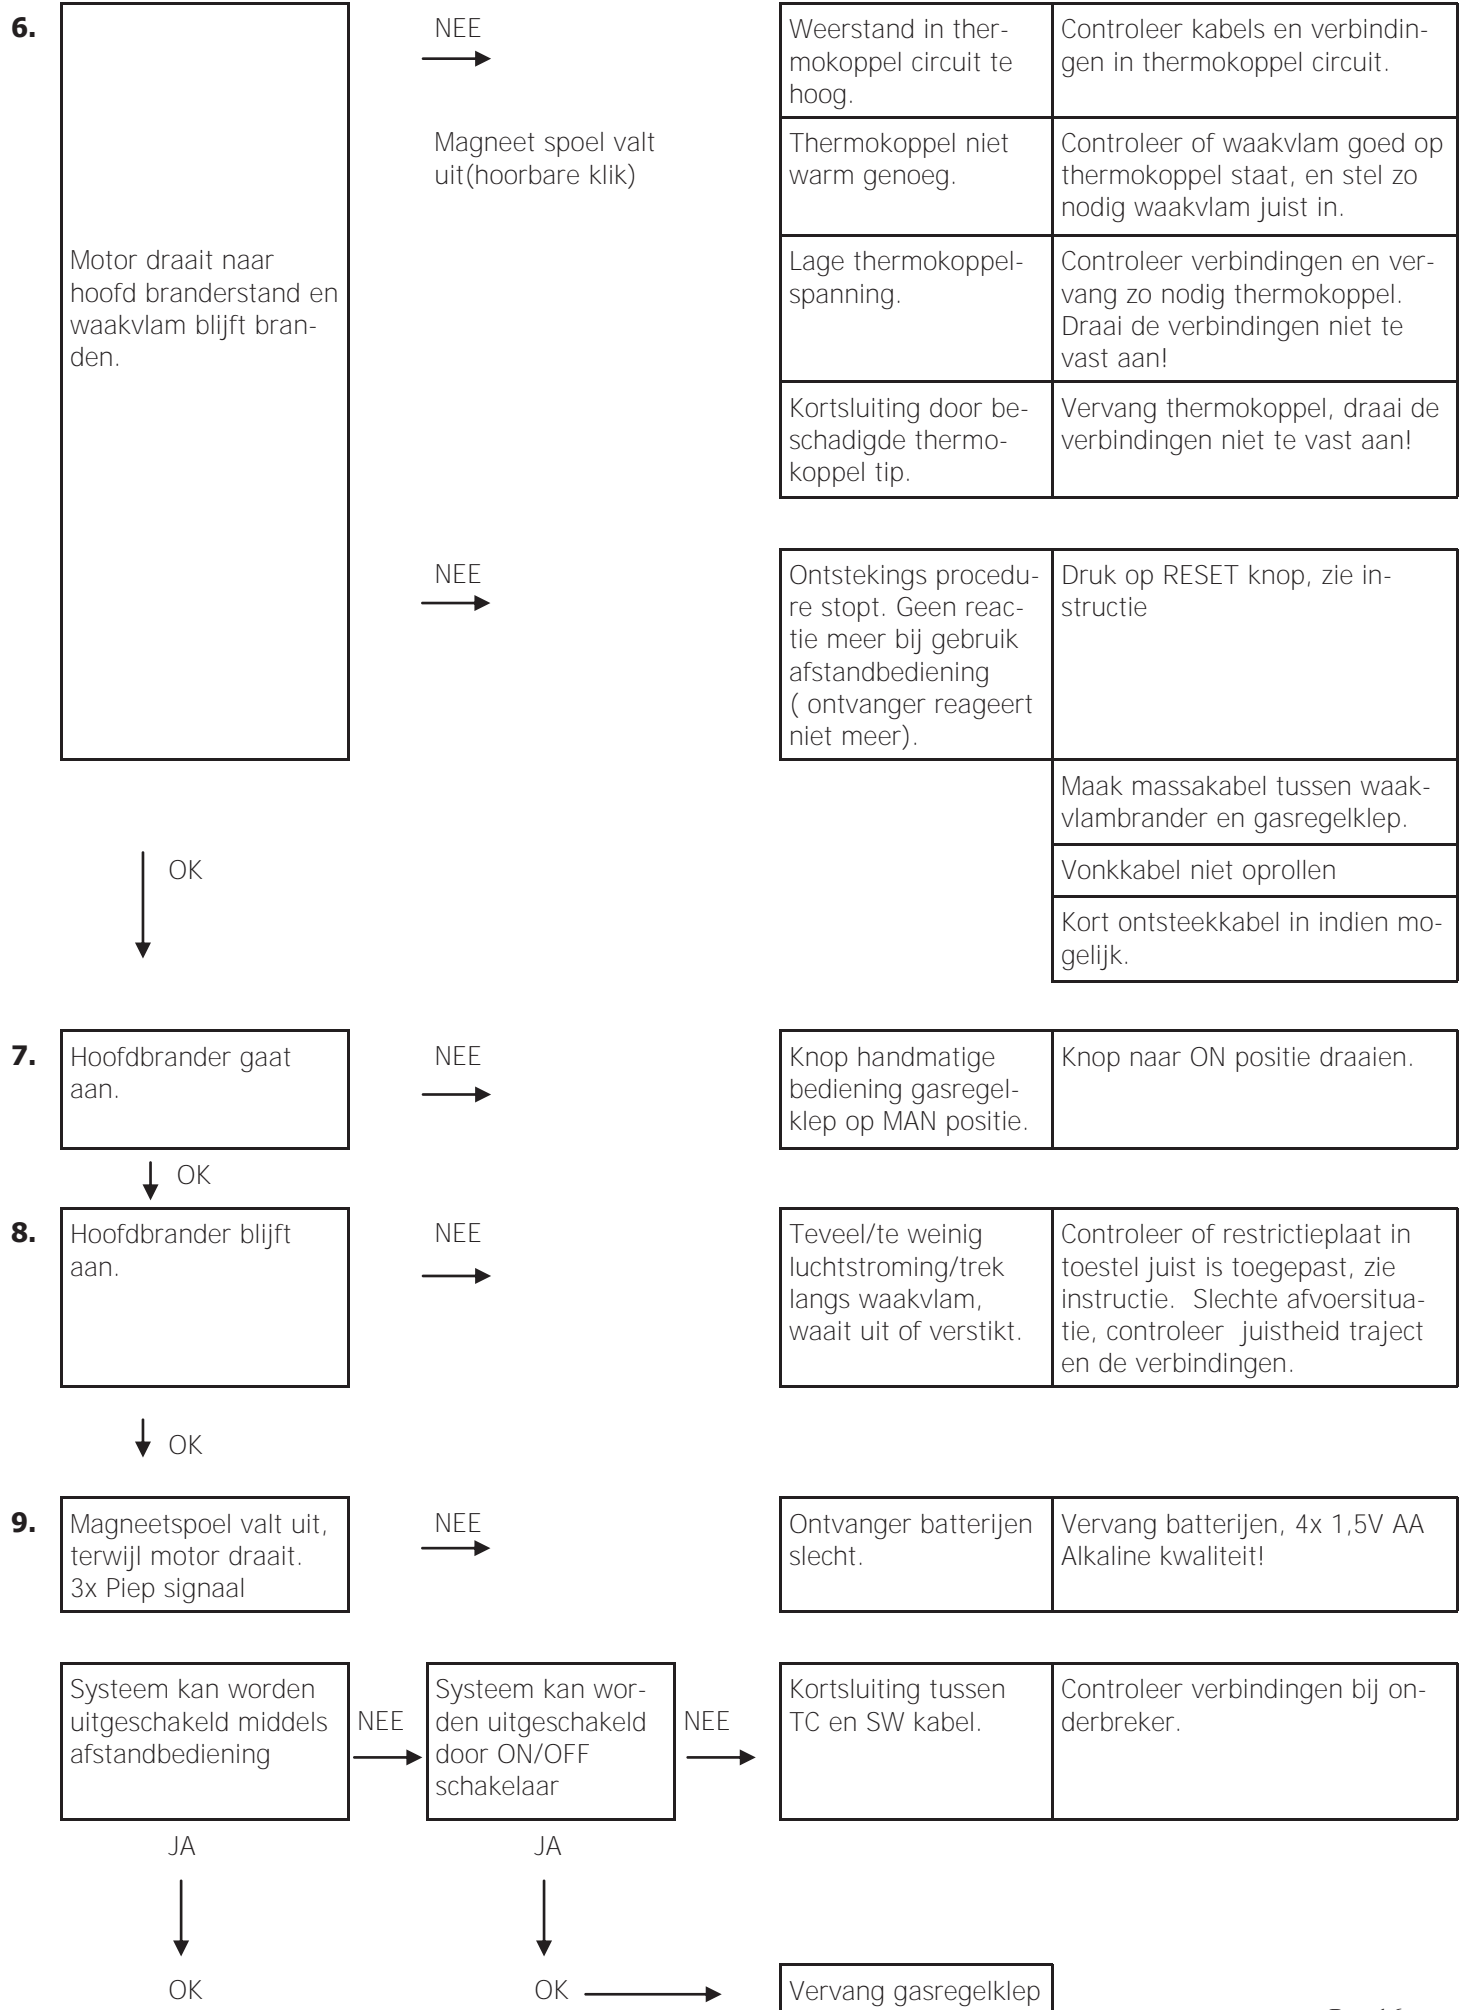 6.
NEE
Magneet spoel valt
uit(hoorbare klik)
Motor draait naar
hoofd branderstand en
waakvlam blijft bran-
den.
Weerstand in ther-
mokoppel circuit te
hoog.
Controleer kabels en verbindin-
gen in thermokoppel circuit.
Thermokoppel niet
warm genoeg.
Controleer of waakvlam goed op
thermokoppel staat, en stel zo
nodig waakvlam juist in.
Lage thermokoppel-
spanning.
Controleer verbindingen en ver-
vang zo nodig thermokoppel.
Draai de verbindingen niet te
vast aan!
Kortsluiting door be-
schadigde thermo-
koppel tip.
Vervang thermokoppel, draai de
verbindingen niet te vast aan!
NEE
Ontstekings procedu-
re stopt. Geen reac-
tie meer bij gebruik
afstandbediening
( ontvanger reageert
niet meer).
Druk op RESET knop, zie in-
structie
Maak massakabel tussen waak-
vlambrander en gasregelklep.
Vonkkabel niet oprollen
Kort ontsteekkabel in indien mo-
gelijk.
OK
7.
Hoofdbrander gaat
aan.
NEE
Knop handmatige
bediening gasregel-
klep op MAN positie.
Knop naar ON positie draaien.
OK
8.
Hoofdbrander blijft
aan.
NEE
Teveel/te weinig
luchtstroming/trek
langs waakvlam,
waait uit of verstikt.
Controleer of restrictieplaat in
toestel juist is toegepast, zie
instructie.  Slechte afvoersitua-
tie, controleer  juistheid traject
en de verbindingen.
OK
9.
Magneetspoel valt uit,
terwijl motor draait.
3x Piep signaal
NEE
Ontvanger batterijen
slecht.
Vervang batterijen, 4x 1,5V AA
Alkaline kwaliteit!
Systeem kan worden
uitgeschakeld middels
afstandbediening
NEE
Systeem kan wor-
den uitgeschakeld
door ON/OFF
schakelaar
NEE
Kortsluiting tussen
TC en SW kabel.
Controleer verbindingen bij on-
derbreker.
JA
JA
OK
OK
Vervang gasregelklep